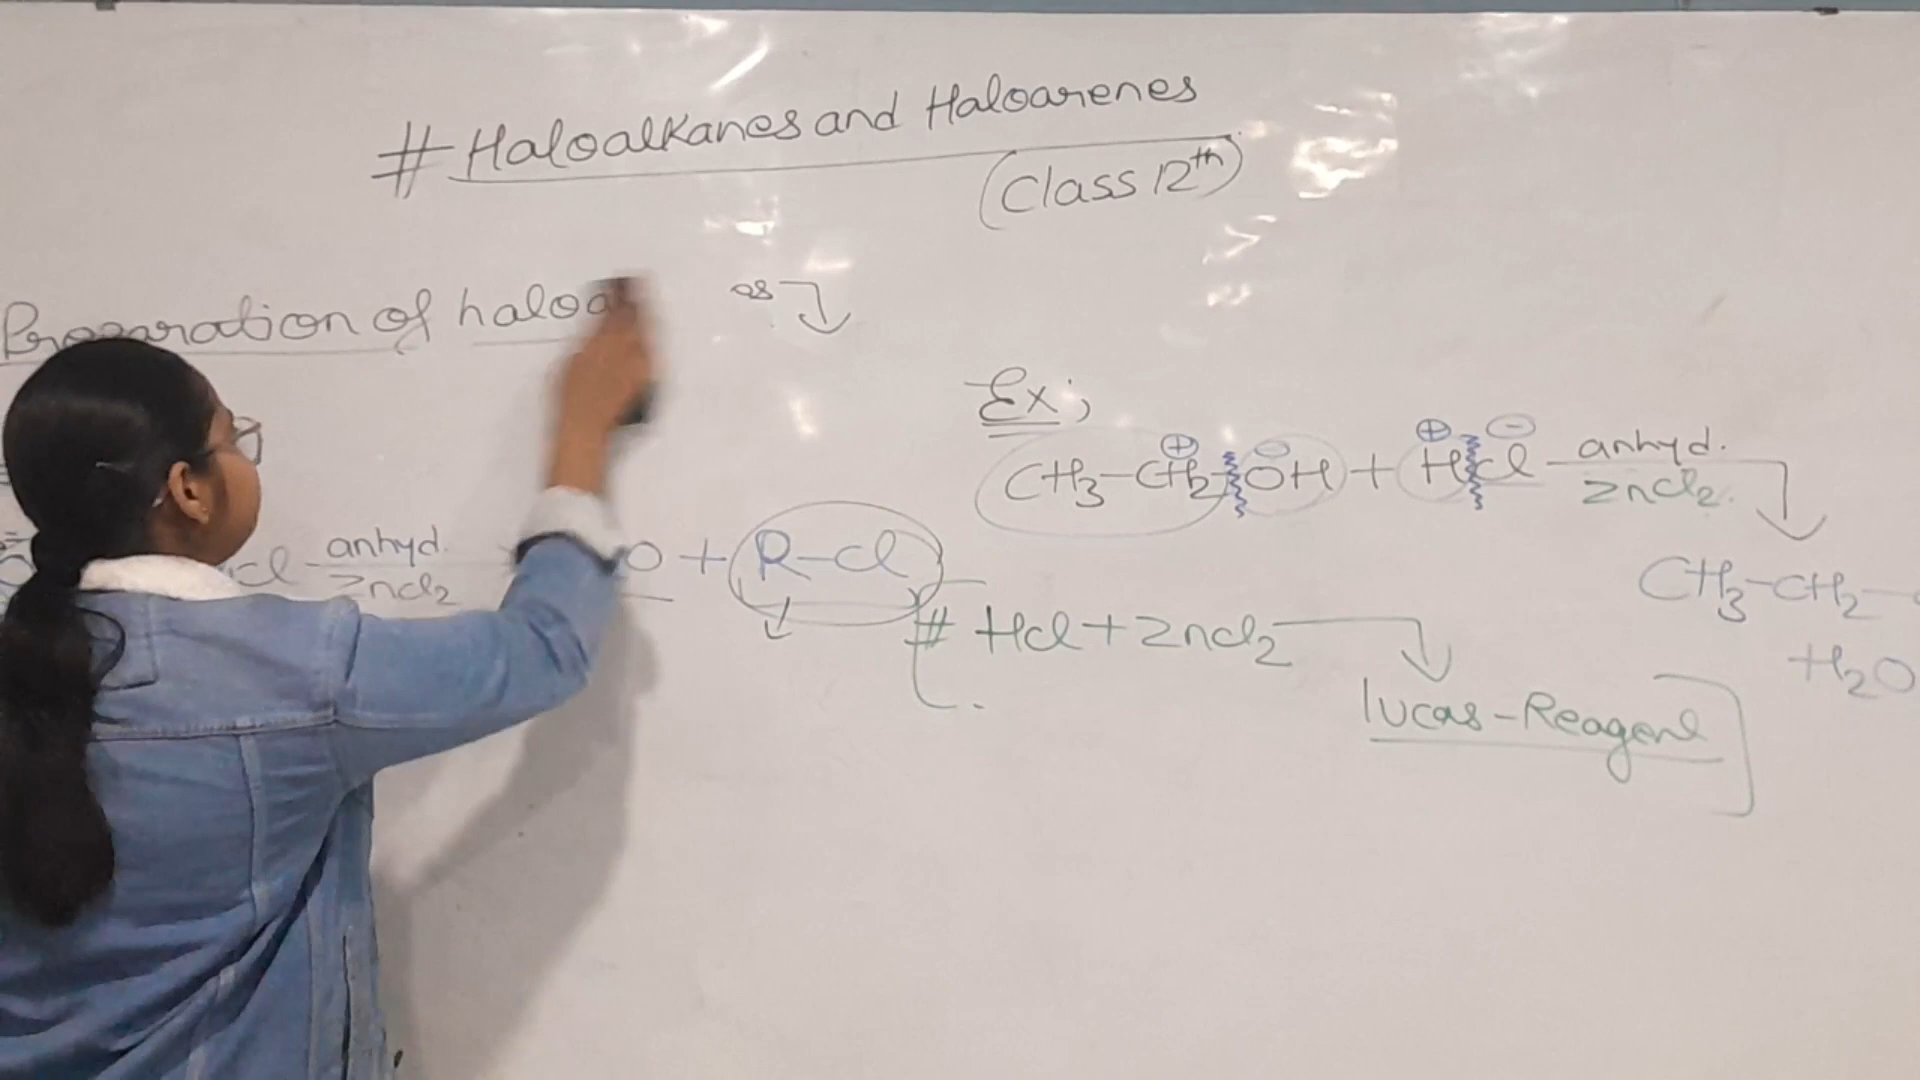 # Haloalkanes and Haloarenes
(Class 12th)
Preparation of haloa
Ex;
CH3-CH2-OH + HCl anhyd. ZnCl2.
⊕ ⊖ ⊕ ⊖
Cl anhyd. ZnCl2 O + R-Cl
CH3-CH2-
H2O
# HCl + ZnCl2
Lucas-Reagent